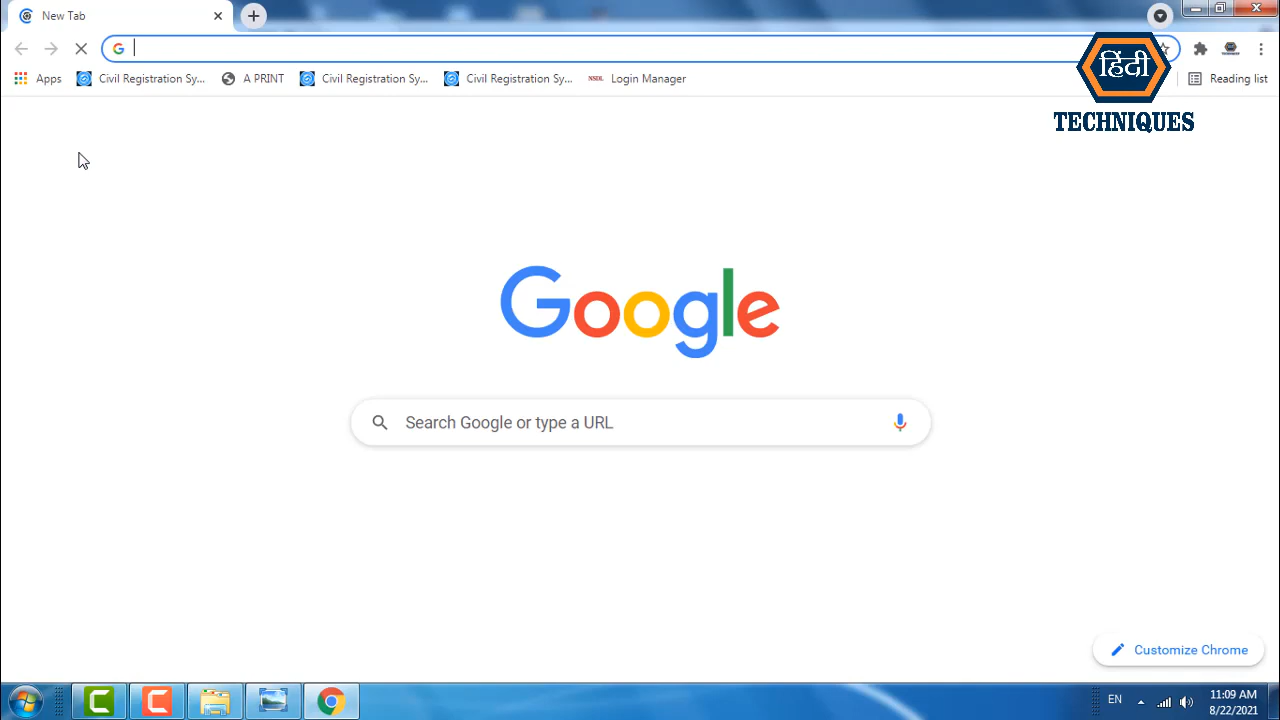 New Tab
Apps Civil Registration Sy... A PRINT Civil Registration Sy... Civil Registration Sy... NSDL Login Manager Reading list
हिंदी
TECHNIQUES
Google
Search Google or type a URL
Customize Chrome
EN 11:09 AM
8/22/2021